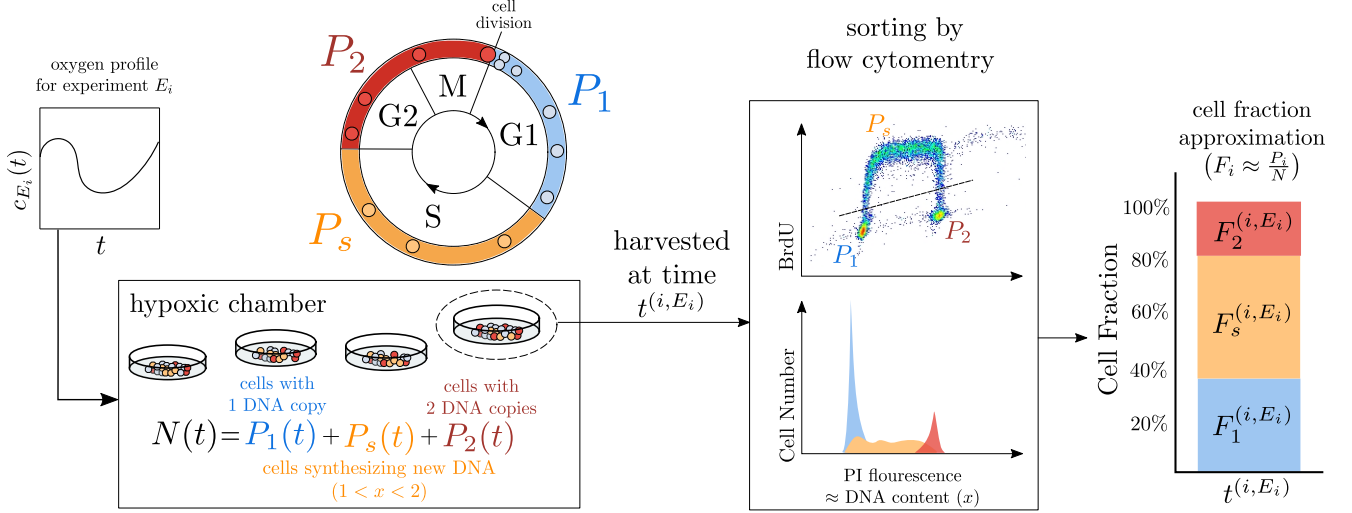 oxygen profile
for experiment E_i
c_{E_i}(t)
t
cell
division
P_2
P_1
P_s
M
G2
G1
S
hypoxic chamber
cells with
1 DNA copy
cells with
2 DNA copies
N(t)=P_1(t)+P_s(t)+P_2(t)
cells synthesizing new DNA
(1 < x < 2)
harvested
at time
t^{(i,E_i)}
sorting by
flow cytomentry
P_s
BrdU
P_1
P_2
Cell Number
PI flourescence
≈ DNA content (x)
cell fraction
approximation
(F_i ≈ \frac{P_i}{N})
Cell Fraction
100%
80%
60%
40%
20%
F_2^{(i,E_i)}
F_s^{(i,E_i)}
F_1^{(i,E_i)}
t^{(i,E_i)}